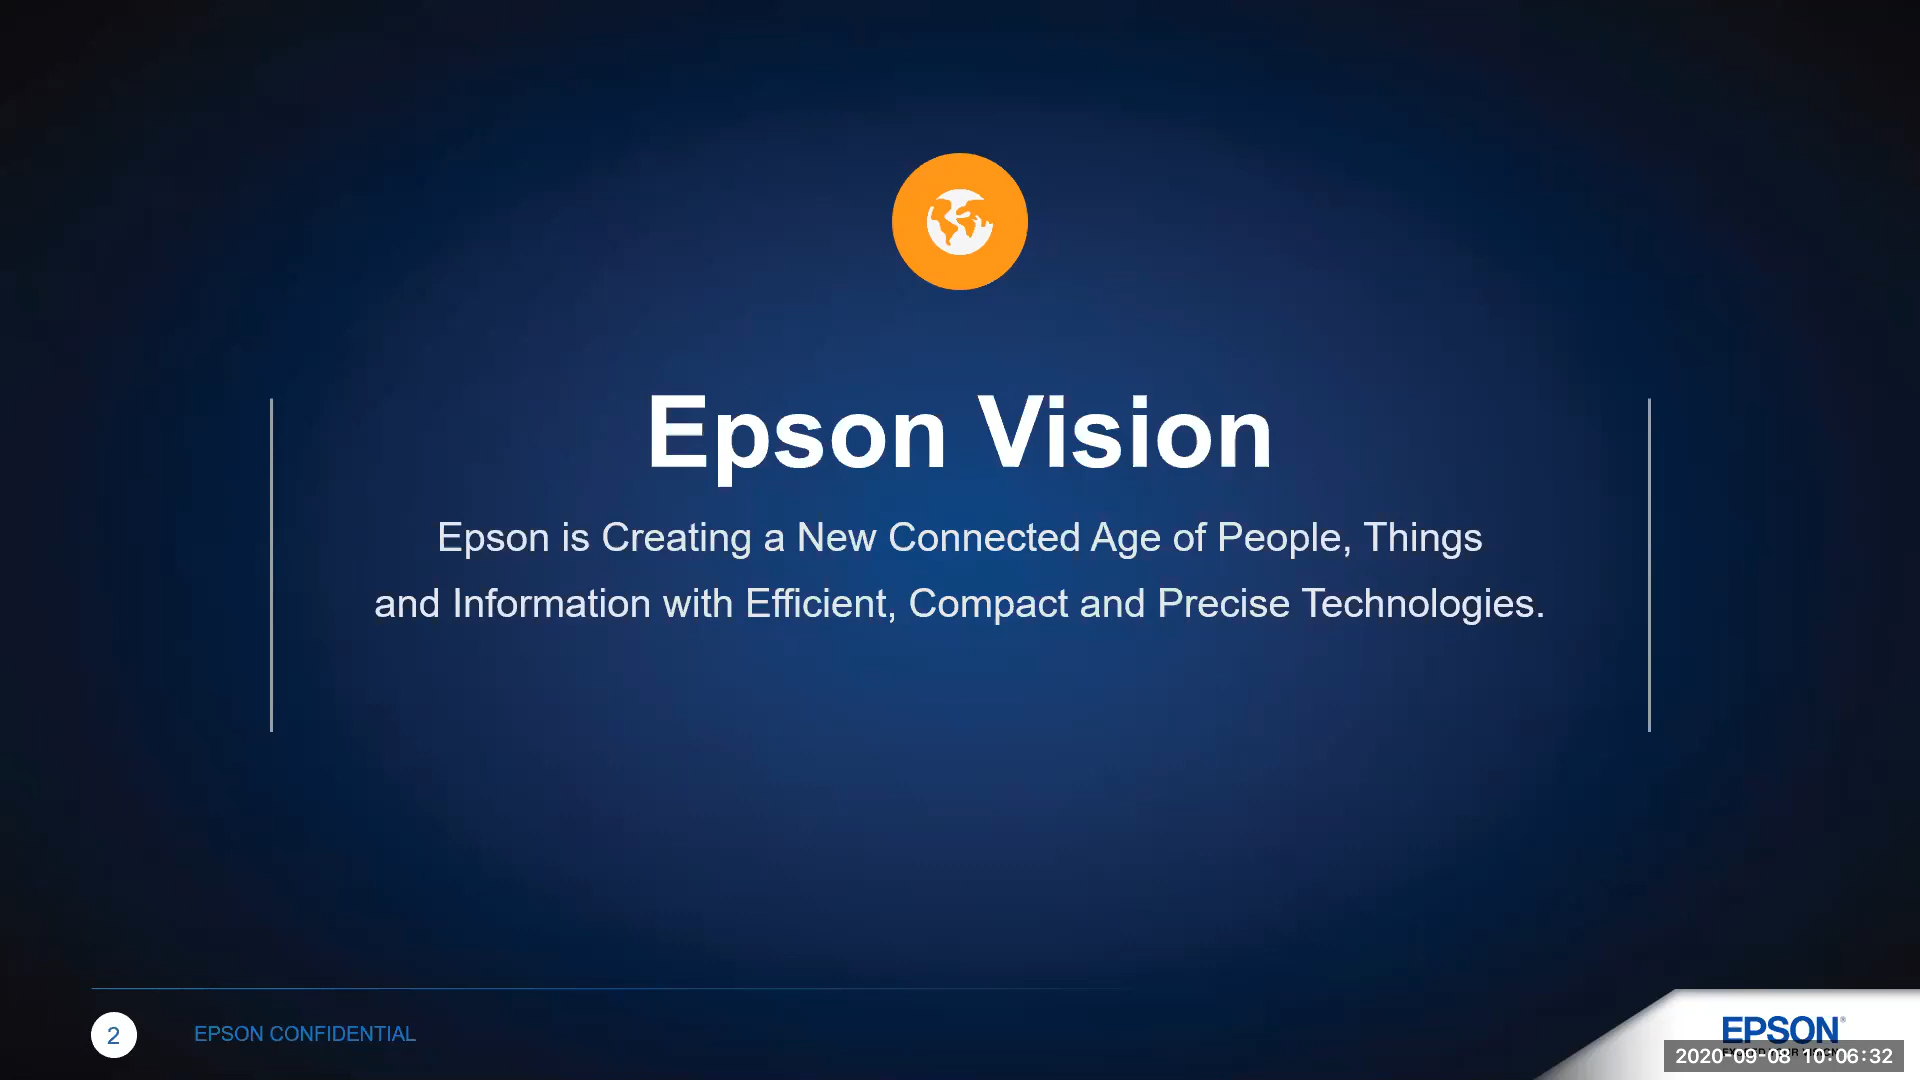 Epson Vision
Epson is Creating a New Connected Age of People, Things
and Information with Efficient, Compact and Precise Technologies.
2
EPSON CONFIDENTIAL
EPSON®
2020-09-08 10:06:32